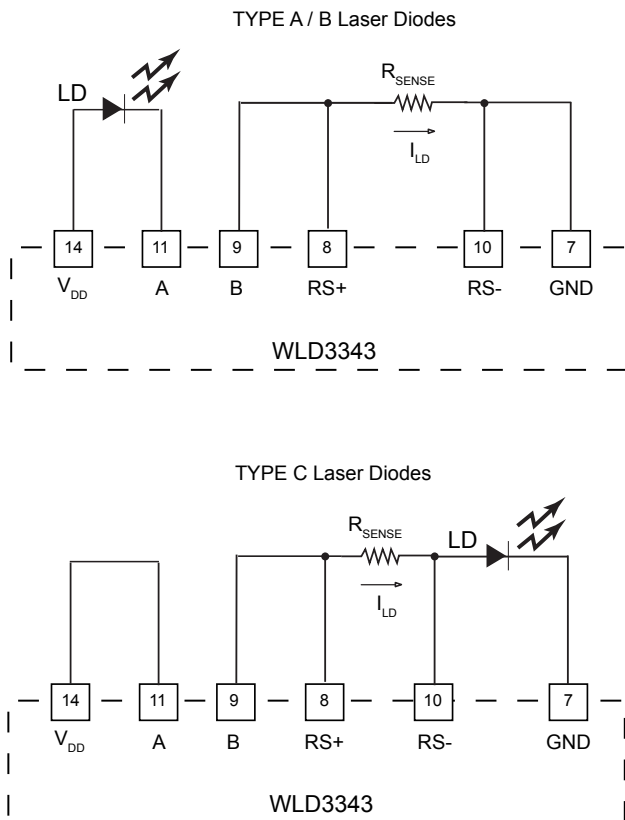 TYPE A / B Laser Diodes
LD
RSENSE
ILD
14 11 9 8 10 7
VDD A B RS+ RS- GND
WLD3343
TYPE C Laser Diodes
RSENSE
LD
ILD
14 11 9 8 10 7
VDD A B RS+ RS- GND
WLD3343